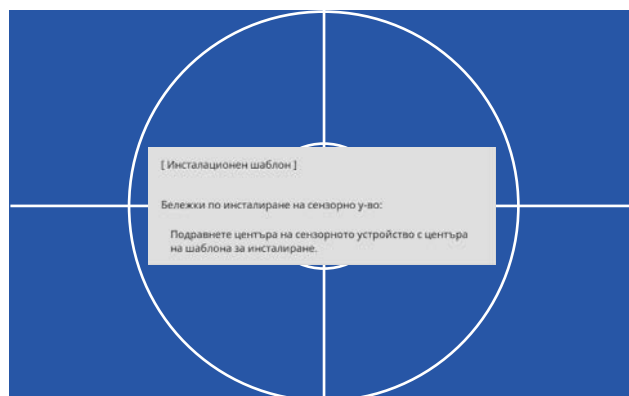 [ Инсталационен шаблон ]
Бележки по инсталиране на сензорно у-во:
Подравнете центъра на сензорното устройство с центъра
на шаблона за инсталиране.